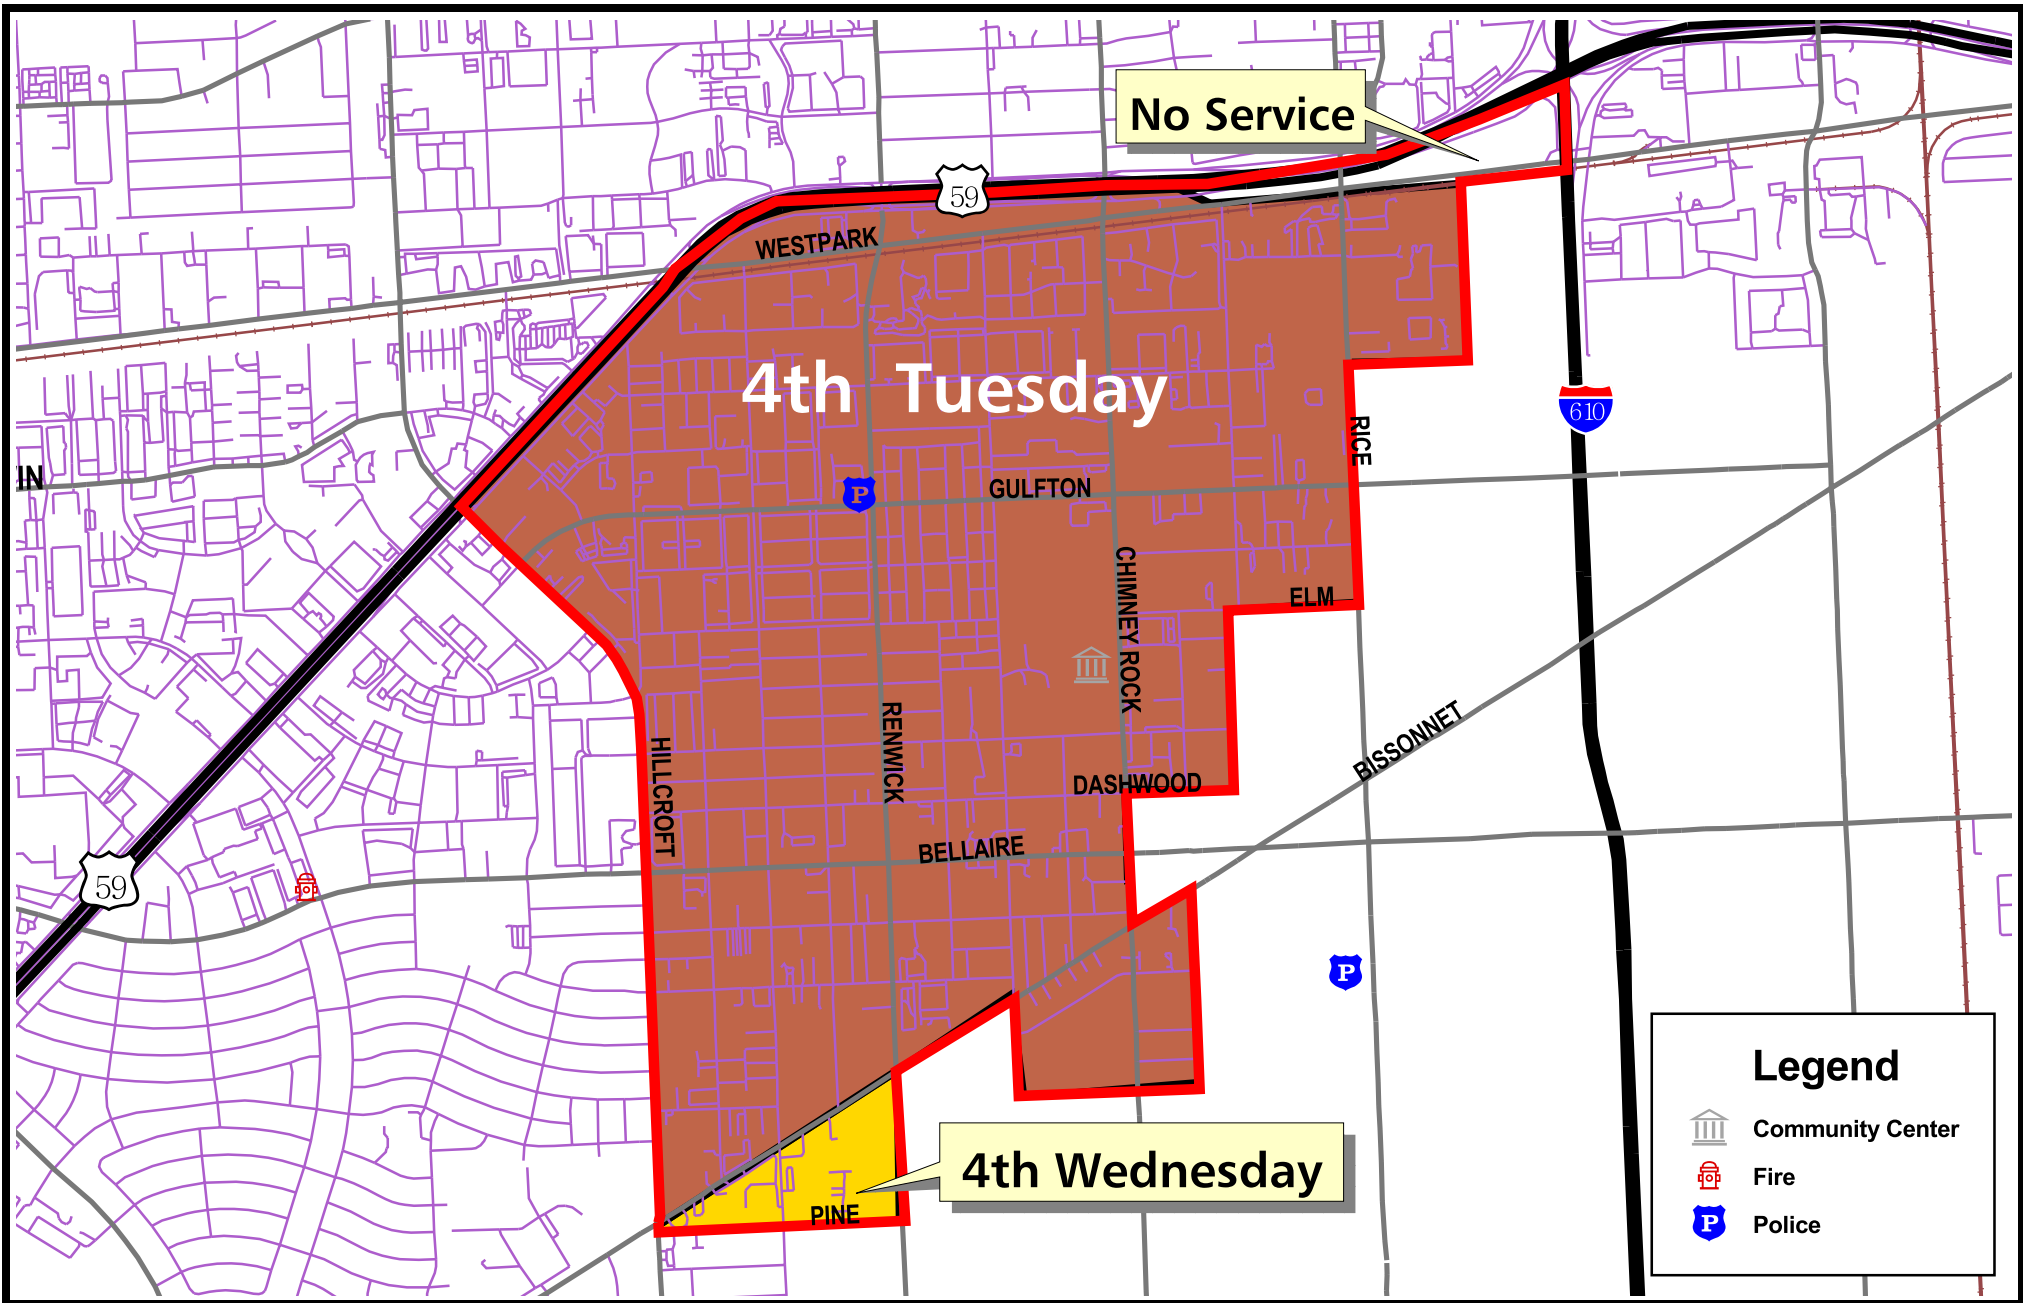 No Service
59
WESTPARK
4th Tuesday
610
RICE
IN
P
GULFTON
CHIMNEY ROCK
ELM
RENWICK
HILLCROFT
BISSONNET
DASHWOOD
BELLAIRE
59
P
4th Wednesday
PINE
Legend
Community Center
Fire
P Police